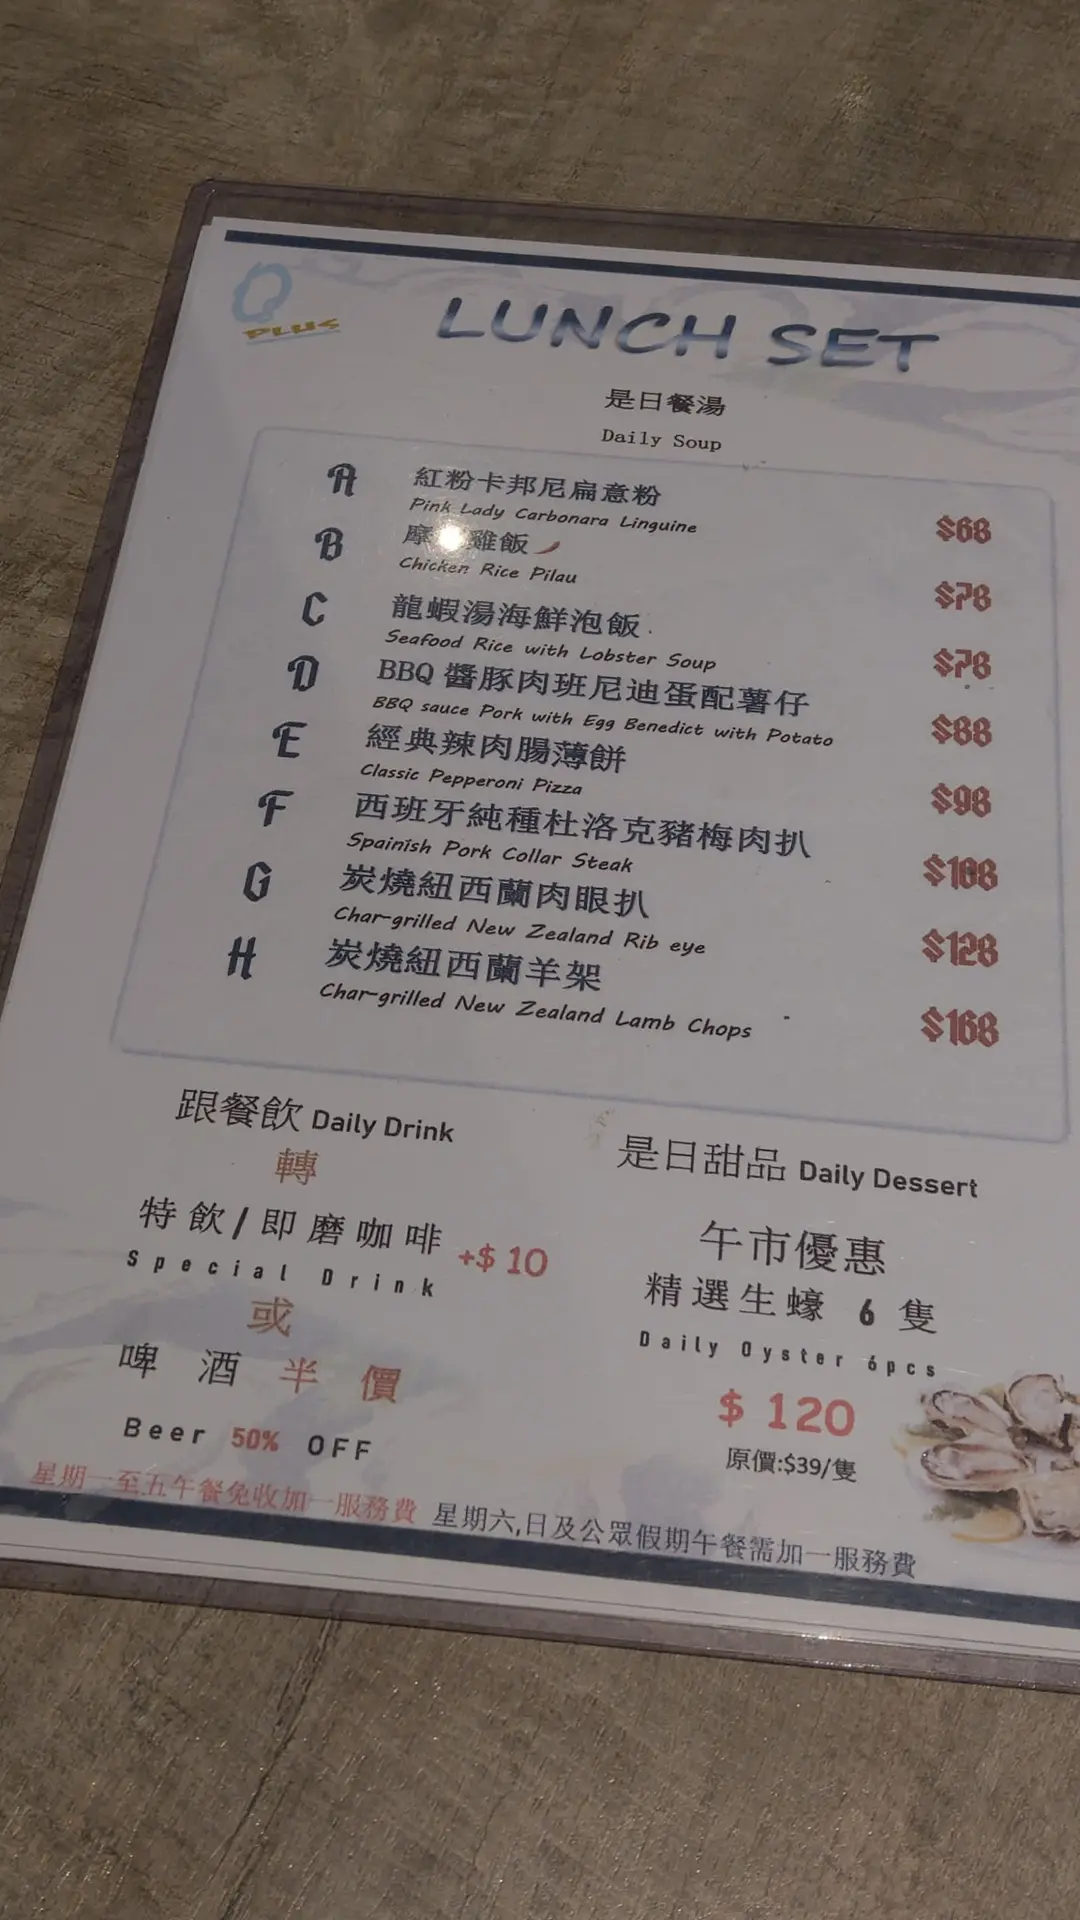 Q
PLUS
LUNCH SET
是日餐湯
Daily Soup
A 紅粉卡邦尼扁意粉
Pink Lady Carbonara Linguine $68
B 摩 雞飯
Chicken Rice Pilau $78
C 龍蝦湯海鮮泡飯
Seafood Rice with Lobster Soup $78
D BBQ 醬豚肉班尼迪蛋配薯仔
BBQ sauce Pork with Egg Benedict with Potato $88
E 經典辣肉腸薄餅
Classic Pepperoni Pizza $98
F 西班牙純種杜洛克豬梅肉扒
Spainish Pork Collar Steak $108
G 炭燒紐西蘭肉眼扒
Char-grilled New Zealand Rib eye $128
H 炭燒紐西蘭羊架
Char-grilled New Zealand Lamb Chops $168
跟餐飲 Daily Drink
轉
特飲/即磨咖啡 +$10
Special Drink
或
啤酒半價
Beer 50% OFF
是日甜品 Daily Dessert
午市優惠
精選生蠔 6 隻
Daily Oyster 6pcs
$ 120
原價:$39/隻
星期一至五午餐免收加一服務費 星期六,日及公眾假期午餐需加一服務費